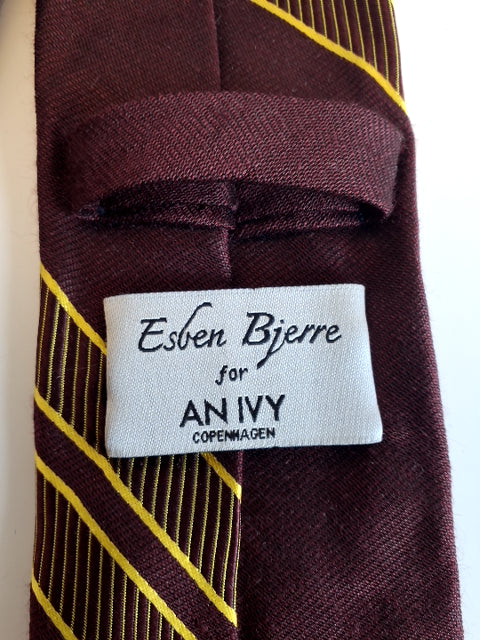 Esben Bjerre
for
AN IVY
COPENHAGEN